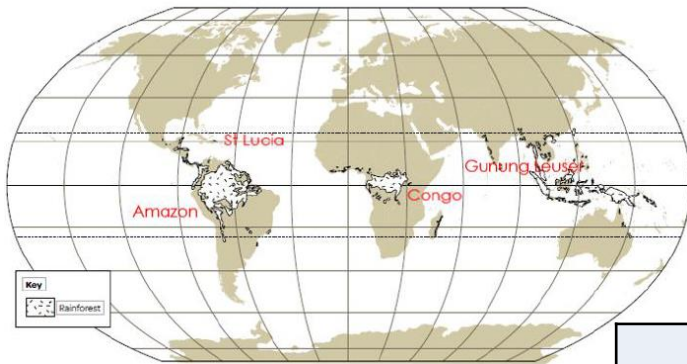 St Lucia
Gunung Leuser
Congo
Amazon
Key
Rainforest